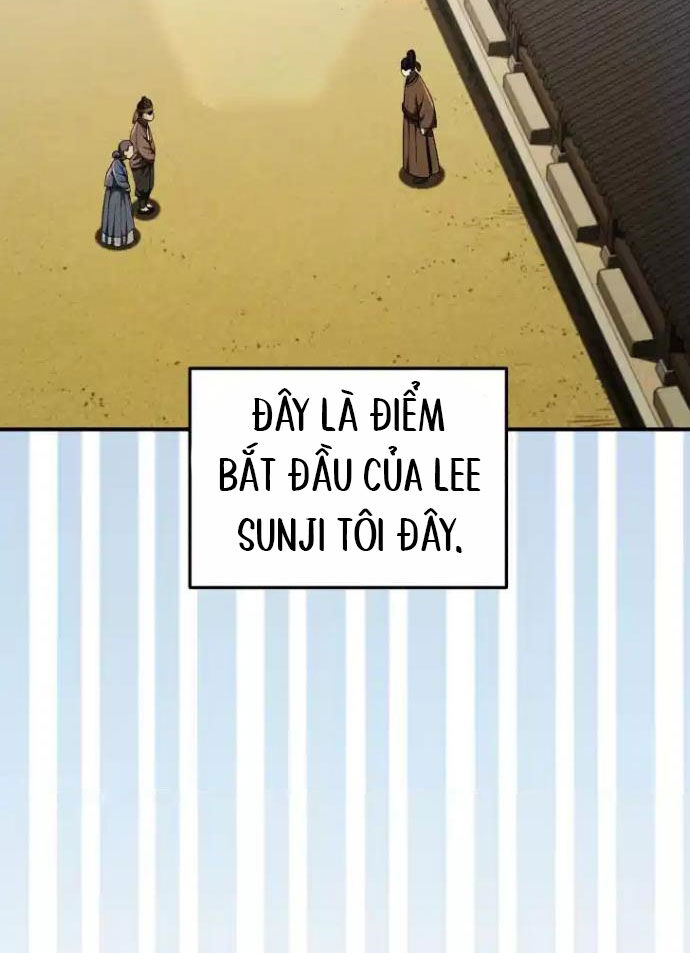 ĐÂY LÀ ĐIỂM
BẮT ĐẦU CỦA LEE
SUNJI TÔI ĐÂY.